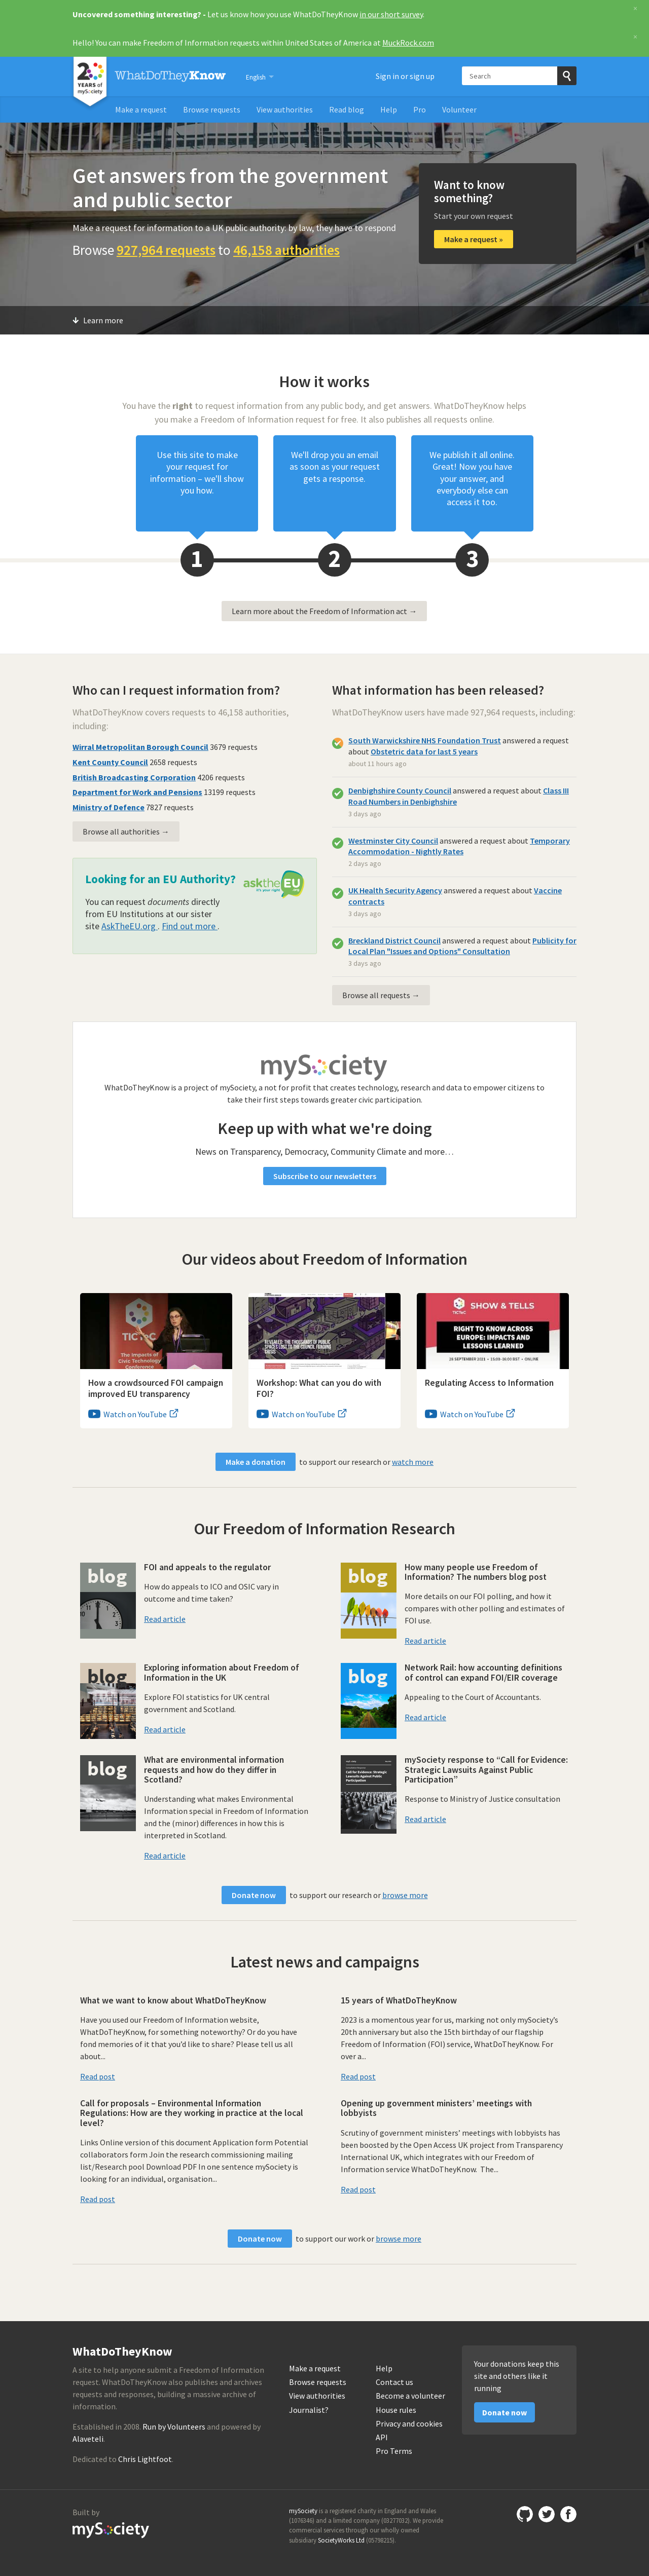 Uncovered something interesting? - Let us know how you use WhatDoTheyKnow in our short survey.
×
Hello! You can make Freedom of Information requests within United States of America at MuckRock.com
×
20
YEARS of
mySociety
WhatDoTheyKnow
English
Sign in or sign up
Search
Make a request
Browse requests
View authorities
Read blog
Help
Pro
Volunteer
Get answers from the government
and public sector
Make a request for information to a UK public authority: by law, they have to respond
Browse 927,964 requests to 46,158 authorities
Want to know
something?
Start your own request
Make a request »
Learn more
How it works
You have the right to request information from any public body, and get answers. WhatDoTheyKnow helps
you make a Freedom of Information request for free. It also publishes all requests online.
Use this site to make
your request for
information – we'll show
you how.
We'll drop you an email
as soon as your request
gets a response.
We publish it all online.
Great! Now you have
your answer, and
everybody else can
access it too.
1
2
3
Learn more about the Freedom of Information act →
Who can I request information from?
WhatDoTheyKnow covers requests to 46,158 authorities,
including:
Wirral Metropolitan Borough Council 3679 requests
Kent County Council 2658 requests
British Broadcasting Corporation 4206 requests
Department for Work and Pensions 13199 requests
Ministry of Defence 7827 requests
Browse all authorities →
Looking for an EU Authority?
asktheEU
You can request documents directly
from EU Institutions at our sister
site AskTheEU.org . Find out more .
What information has been released?
WhatDoTheyKnow users have made 927,964 requests, including:
South Warwickshire NHS Foundation Trust answered a request
about Obstetric data for last 5 years
about 11 hours ago
Denbighshire County Council answered a request about Class III
Road Numbers in Denbighshire
3 days ago
Westminster City Council answered a request about Temporary
Accommodation - Nightly Rates
2 days ago
UK Health Security Agency answered a request about Vaccine
contracts
3 days ago
Breckland District Council answered a request about Publicity for
Local Plan "Issues and Options" Consultation
3 days ago
Browse all requests →
mySociety
WhatDoTheyKnow is a project of mySociety, a not for profit that creates technology, research and data to empower citizens to
take their first steps towards greater civic participation.
Keep up with what we're doing
News on Transparency, Democracy, Community Climate and more…
Subscribe to our newsletters
Our videos about Freedom of Information
TICTeC
The Impacts of
Civic Technology
Conference
How a crowdsourced FOI campaign
improved EU transparency
Watch on YouTube
REVEALED: THE THOUSANDS OF PUBLIC
SPACES LOST TO THE COUNCIL FUNDING
CRISIS
Workshop: What can you do with
FOI?
Watch on YouTube
TICTeC SHOW & TELLS
RIGHT TO KNOW ACROSS
EUROPE: IMPACTS AND
LESSONS LEARNED
Regulating Access to Information
Watch on YouTube
Make a donation to support our research or watch more
Our Freedom of Information Research
blog
FOI and appeals to the regulator
How do appeals to ICO and OSIC vary in
outcome and time taken?
Read article
blog
How many people use Freedom of
Information? The numbers blog post
More details on our FOI polling, and how it
compares with other polling and estimates of
FOI use.
Read article
blog
Exploring information about Freedom of
Information in the UK
Explore FOI statistics for UK central
government and Scotland.
Read article
blog
Network Rail: how accounting definitions
of control can expand FOI/EIR coverage
Appealing to the Court of Accountants.
Read article
blog
What are environmental information
requests and how do they differ in
Scotland?
Understanding what makes Environmental
Information special in Freedom of Information
and the (minor) differences in how this is
interpreted in Scotland.
Read article
Call for Evidence: Strategic
Lawsuits Against Public
Participation
mySociety response to “Call for Evidence:
Strategic Lawsuits Against Public
Participation”
Response to Ministry of Justice consultation
Read article
Donate now to support our research or browse more
Latest news and campaigns
What we want to know about WhatDoTheyKnow
Have you used our Freedom of Information website,
WhatDoTheyKnow, for something noteworthy? Or do you have
fond memories of it that you’d like to share? Please tell us all
about...
Read post
15 years of WhatDoTheyKnow
2023 is a momentous year for us, marking not only mySociety’s
20th anniversary but also the 15th birthday of our flagship
Freedom of Information (FOI) service, WhatDoTheyKnow. For
over a...
Read post
Call for proposals – Environmental Information
Regulations: How are they working in practice at the local
level?
Links Online version of this document Application form Potential
collaborators form Join the research commissioning mailing
list/Research pool Download PDF In one sentence mySociety is
looking for an individual, organisation...
Read post
Opening up government ministers’ meetings with
lobbyists
Scrutiny of government ministers’ meetings with lobbyists has
been boosted by the Open Access UK project from Transparency
International UK, which integrates with our Freedom of
Information service WhatDoTheyKnow. The...
Read post
Donate now to support our work or browse more
WhatDoTheyKnow
A site to help anyone submit a Freedom of Information
request. WhatDoTheyKnow also publishes and archives
requests and responses, building a massive archive of
information.
Established in 2008. Run by Volunteers and powered by
Alaveteli.
Dedicated to Chris Lightfoot.
Make a request
Browse requests
View authorities
Journalist?
Help
Contact us
Become a volunteer
House rules
Privacy and cookies
API
Pro Terms
Your donations keep this
site and others like it
running
Donate now
Built by
mySociety
mySociety is a registered charity in England and Wales
(1076346) and a limited company (03277032). We provide
commercial services through our wholly owned
subsidiary SocietyWorks Ltd (05798215).